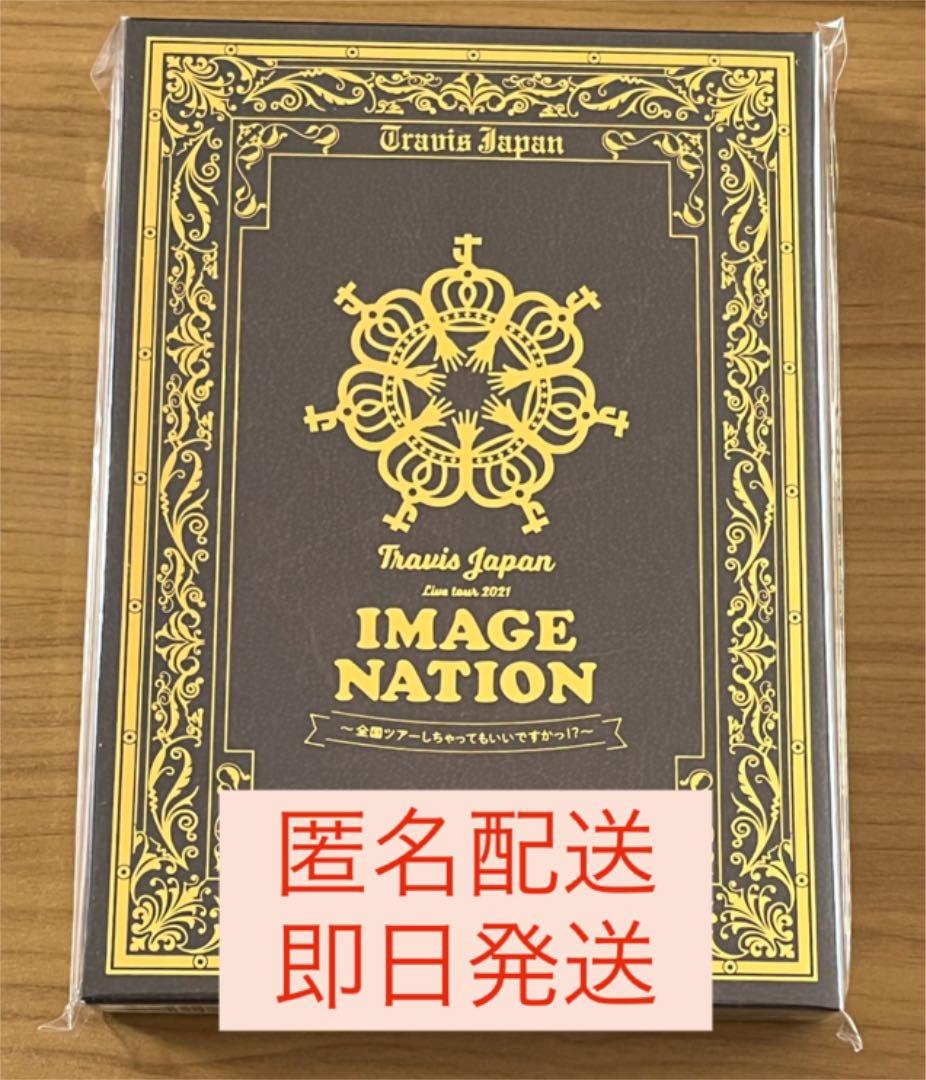 Travis Japan
Travis Japan
Live tour 2021
IMAGE
NATION
〜全国ツアーしちゃってもいいですかっ!?〜
匿名配送
即日発送